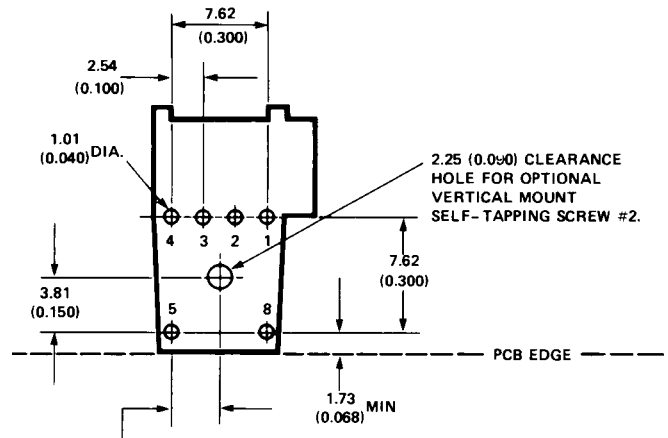 7.62
(0.300)
2.54
(0.100)
1.01
(0.040) DIA.
2.25 (0.090) CLEARANCE
HOLE FOR OPTIONAL
VERTICAL MOUNT
SELF-TAPPING SCREW #2.
4 3 2 1
7.62
(0.300)
3.81
(0.150)
5 8
PCB EDGE
1.73
(0.068) MIN